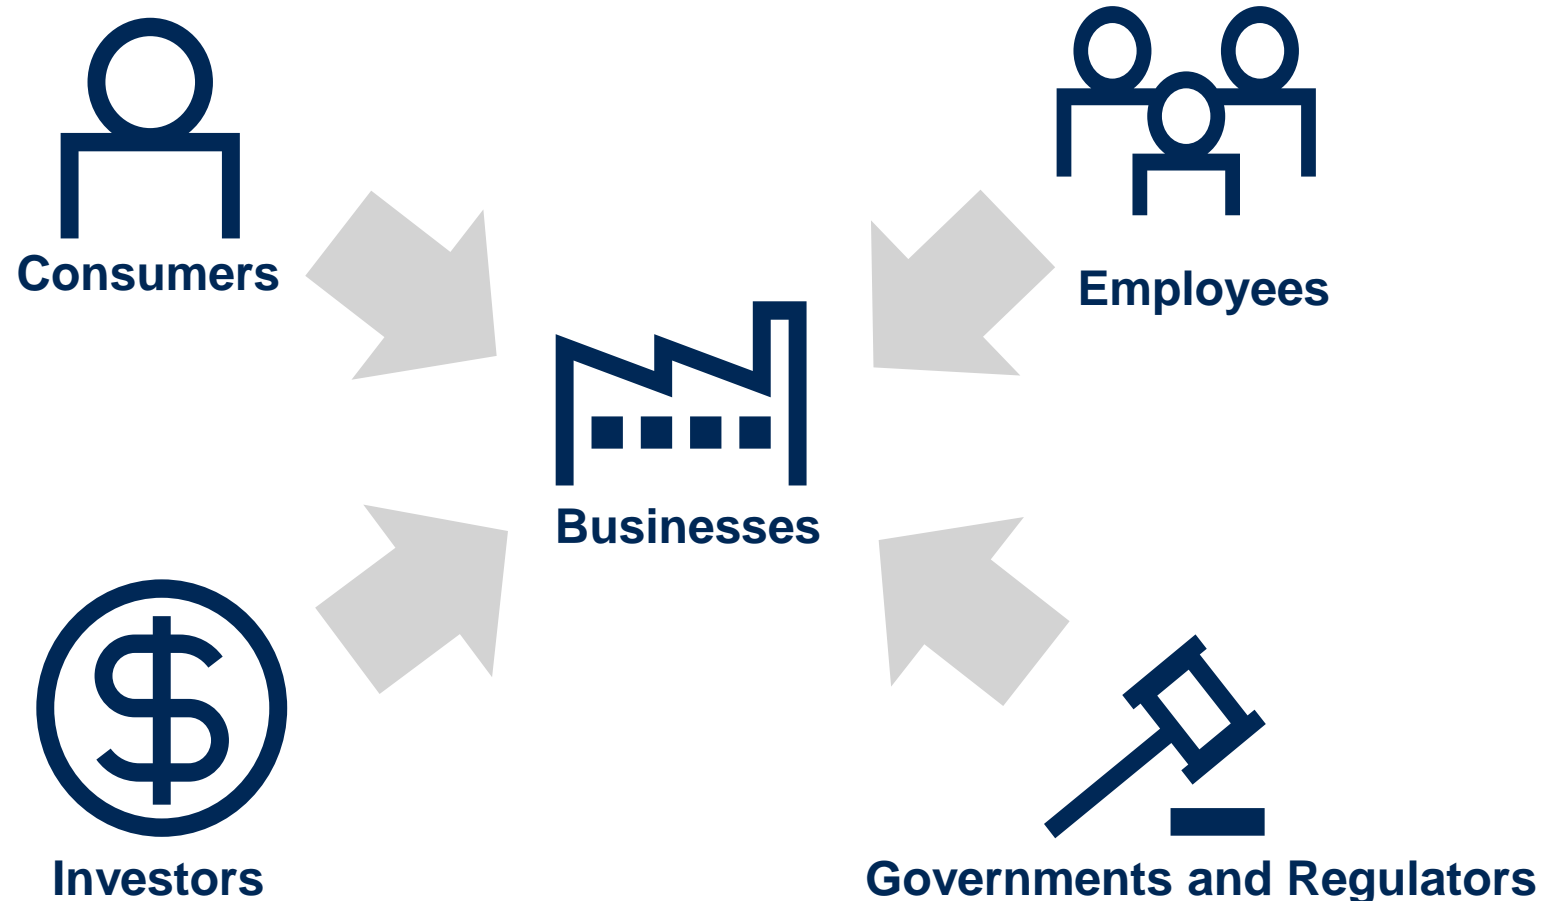 Consumers
Employees
Businesses
Investors
Governments and Regulators